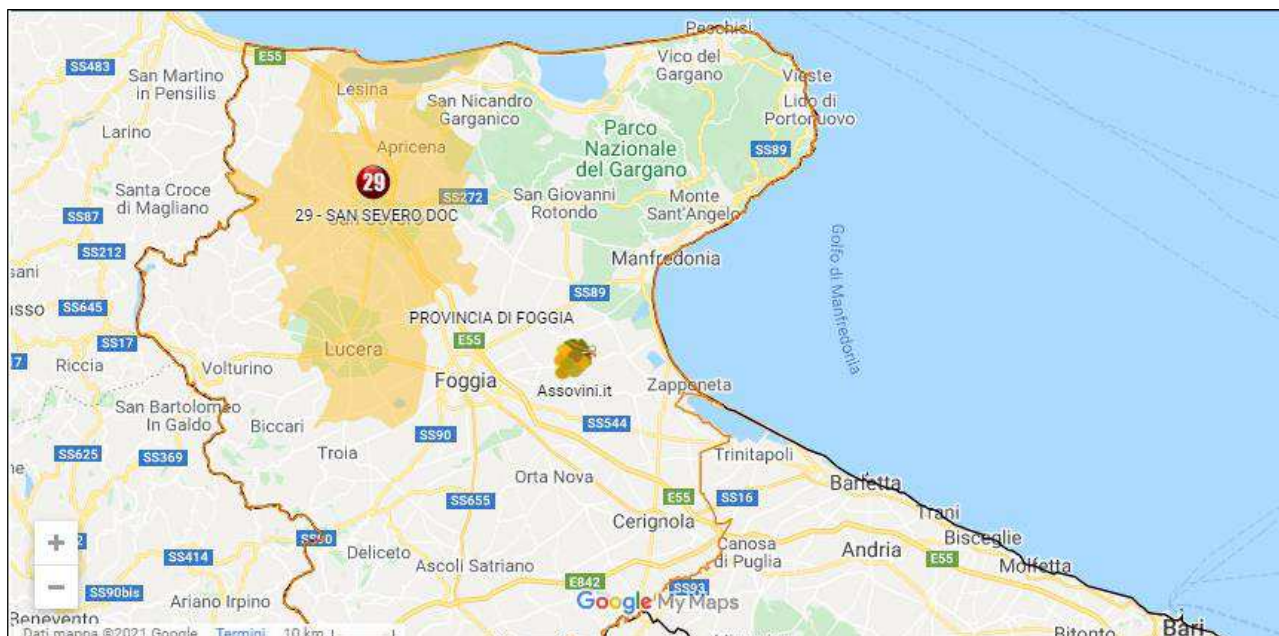 Peschisi
E55
SS483
San Martino
in Pensilis
Lesina
Vico del
Gargano
Vieste
San Nicandro
Garganico
Lido di
Portonuovo
Larino
Apricena
Parco
Nazionale
del Gargano
SS89
29
Santa Croce
di Magliano
SS272
San Giovanni
Rotondo
Monte
Sant'Angelo
SS87
29 - SAN SEVERO DOC
SS212
Manfredonia
Golfo di Manfredonia
SS89
SS645
PROVINCIA DI FOGGIA
SS17
E55
Lucera
Riccia
Volturino
Foggia
Assovini.it
Zapponeta
San Bartolomeo
In Galdo
Biccari
SS544
SS90
SS625
SS369
Troia
Trinitapoli
Orta Nova
Barletta
SS655
E55
SS16
Trani
Cerignola
Bisceglie
SS90
Canosa
di Puglia
Andria
SS414
Deliceto
Ascoli Satriano
E55
Molfetta
E842
SS93
SS90bis
Ariano Irpino
Google My Maps
Benevento
Bari
Bitonto
Dati mappa ©2021 Google
Termini
10 km